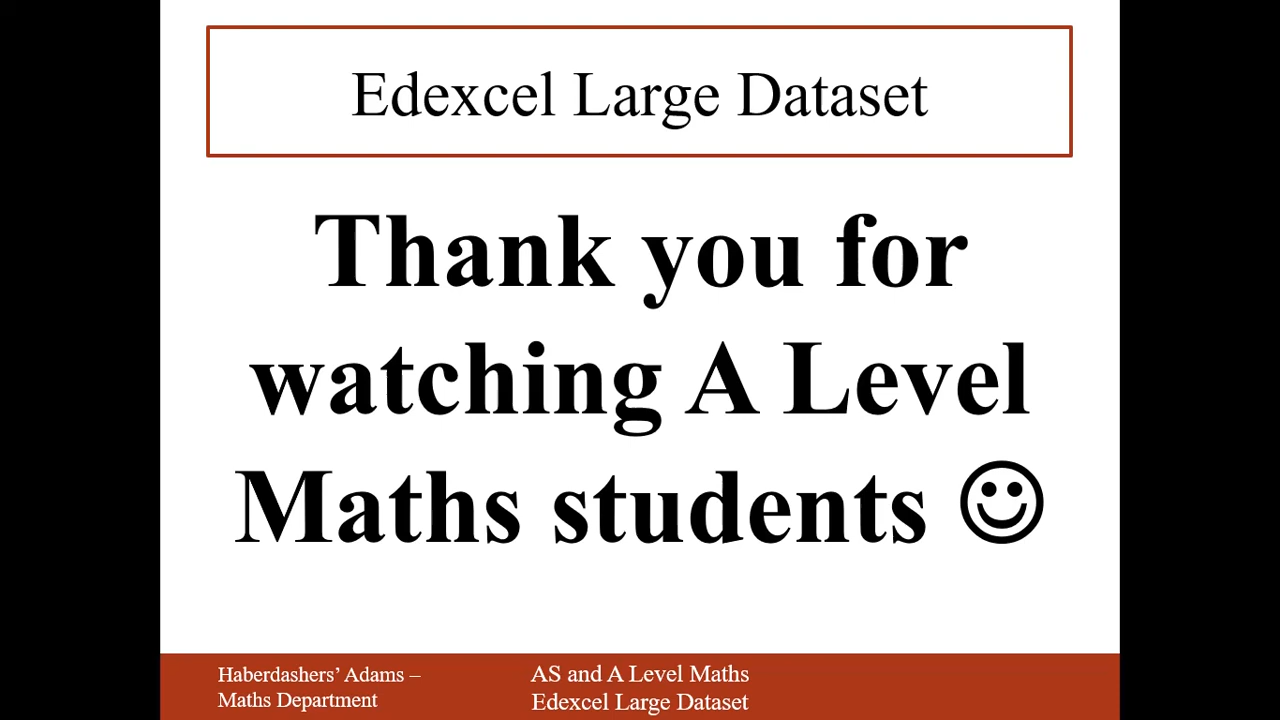 Edexcel Large Dataset
Thank you for
watching A Level
Maths students ☺
Haberdashers’ Adams –
Maths Department
AS and A Level Maths
Edexcel Large Dataset